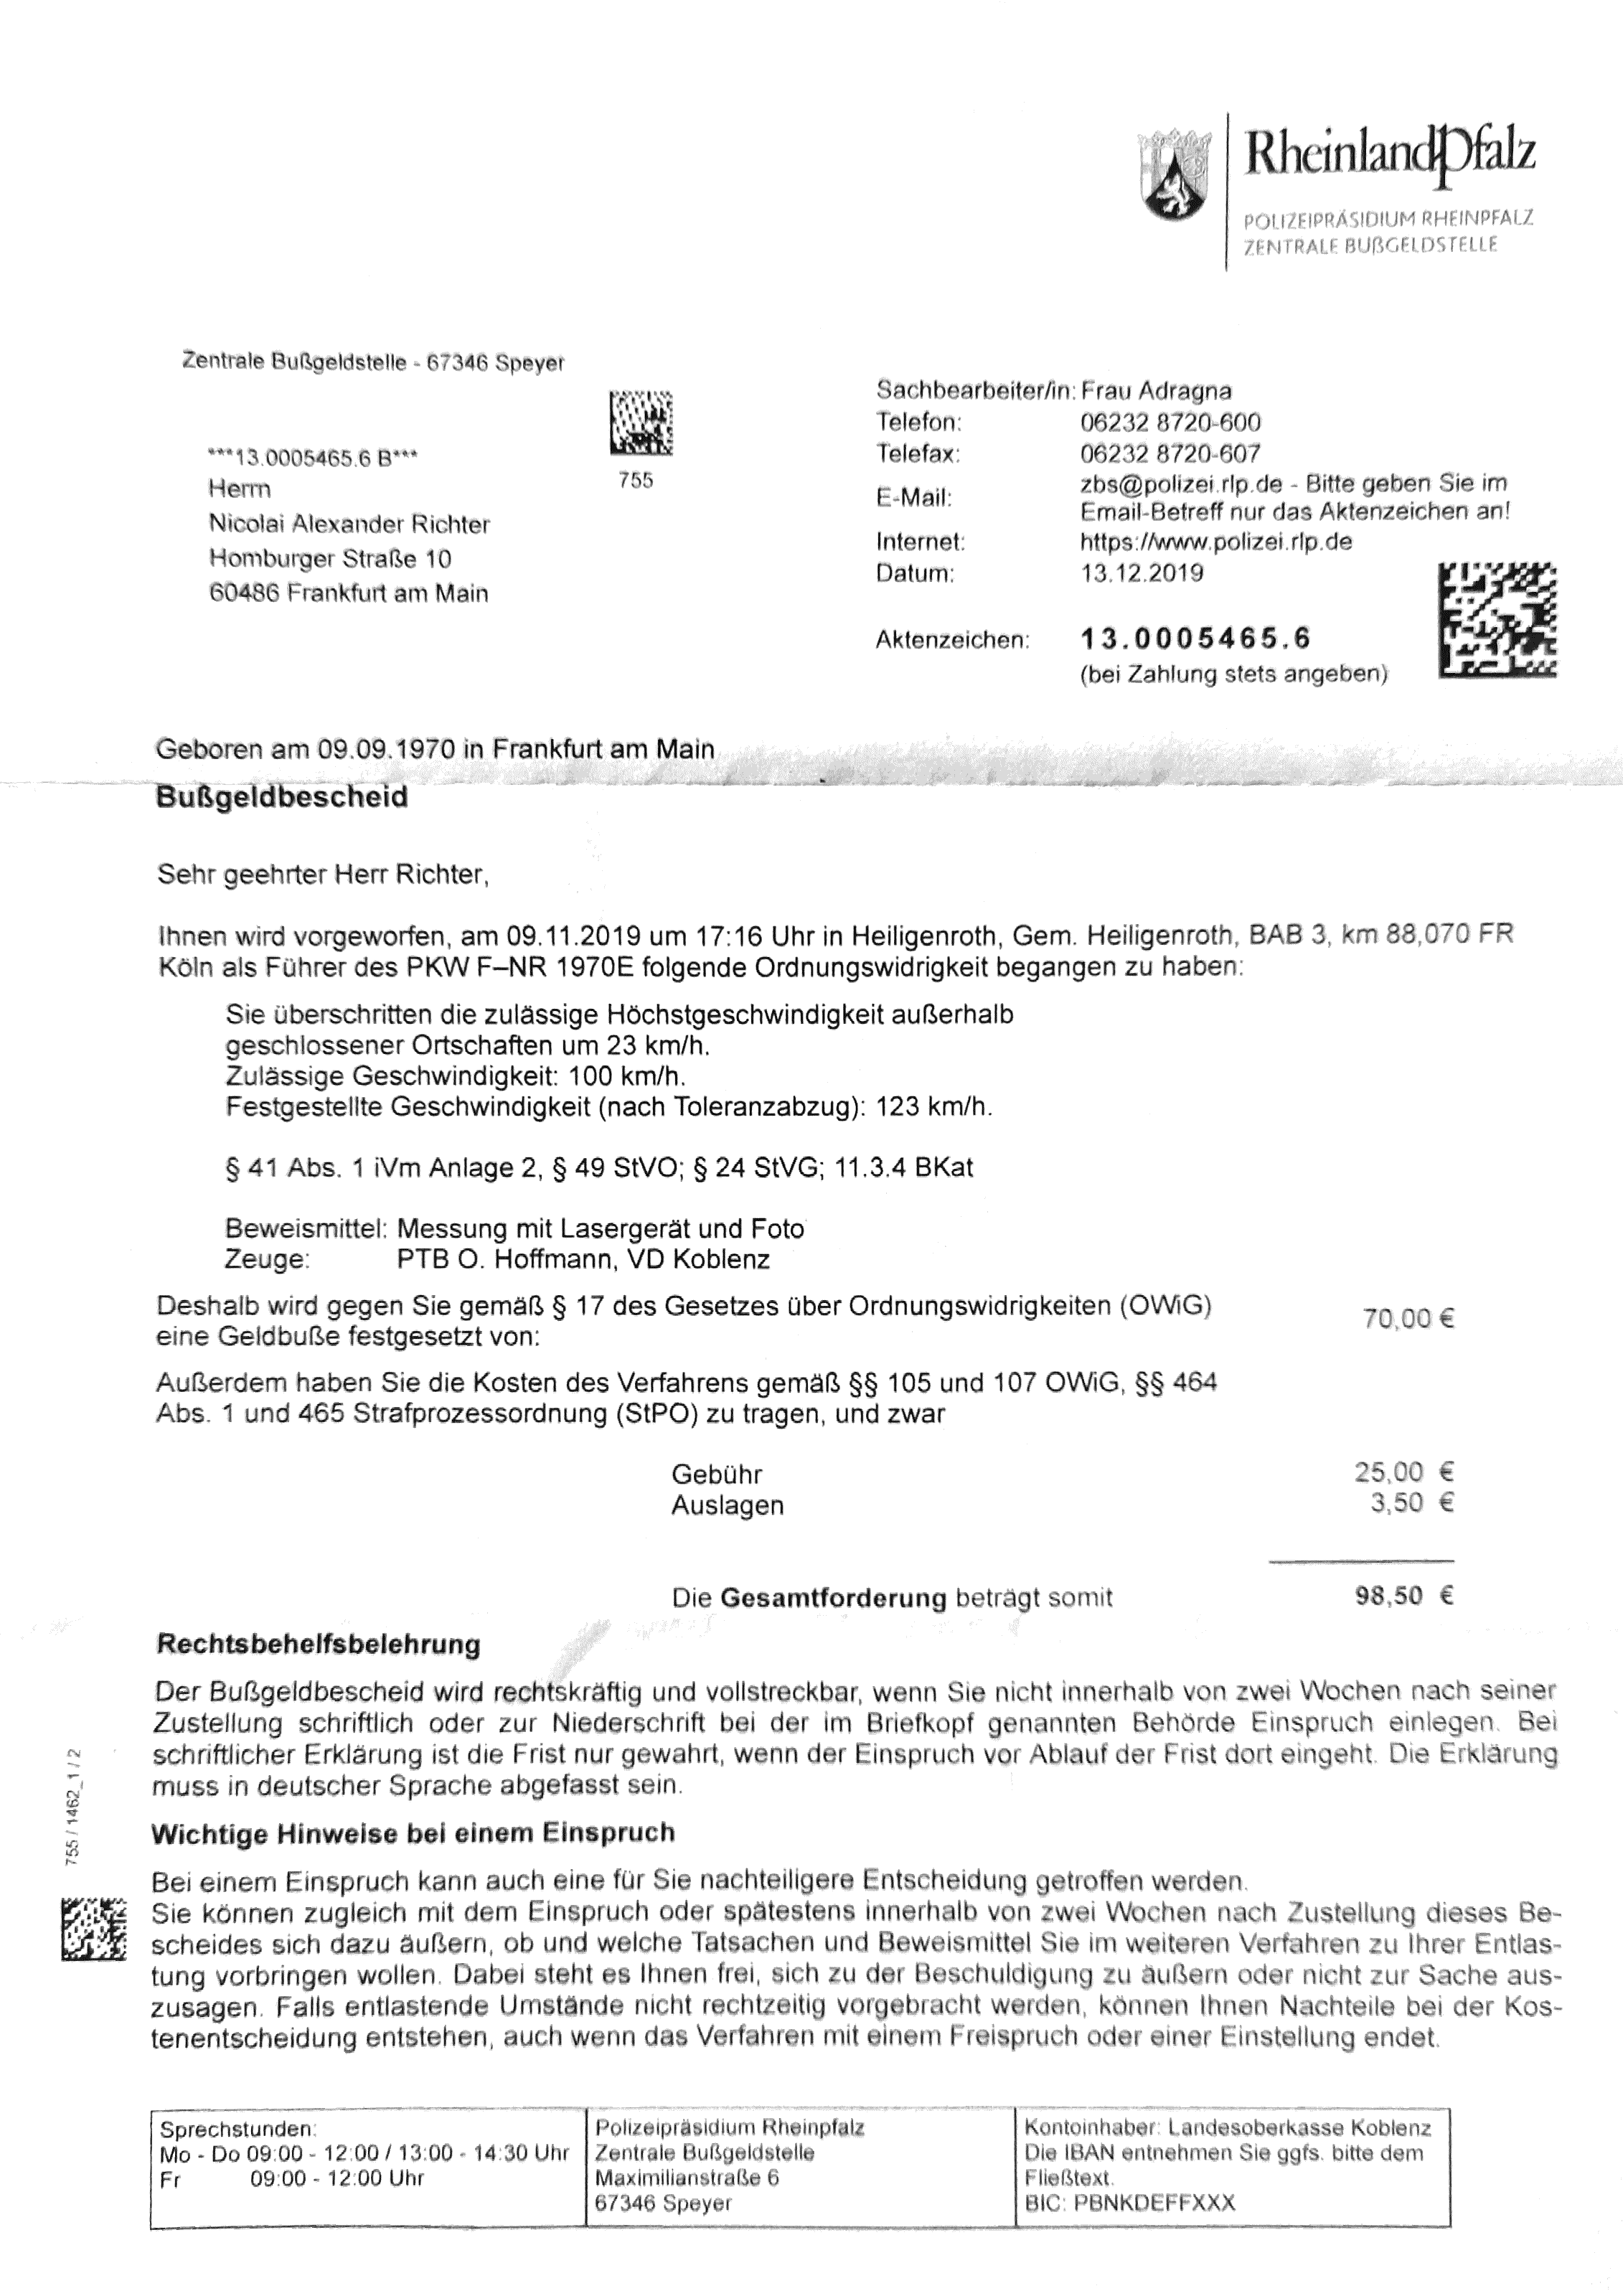 RheinlandPfalz
POLIZEIPRÄSIDIUM RHEINPFALZ
ZENTRALE BUßGELDSTELLE
Zentrale Bußgeldstelle - 67346 Speyer
***13.0005465.6 B***
755
Herrn
Nicolai Alexander Richter
Homburger Straße 10
60486 Frankfurt am Main
Sachbearbeiter/in: Frau Adragna
Telefon: 06232 8720-600
Telefax: 06232 8720-607
E-Mail: zbs@polizei.rlp.de - Bitte geben Sie im
Email-Betreff nur das Aktenzeichen an!
Internet: https://www.polizei.rlp.de
Datum: 13.12.2019
Aktenzeichen: 13.0005465.6
(bei Zahlung stets angeben)
Geboren am 09.09.1970 in Frankfurt am Main
Bußgeldbescheid
Sehr geehrter Herr Richter,
Ihnen wird vorgeworfen, am 09.11.2019 um 17:16 Uhr in Heiligenroth, Gem. Heiligenroth, BAB 3, km 88,070 FR
Köln als Führer des PKW F–NR 1970E folgende Ordnungswidrigkeit begangen zu haben:
Sie überschritten die zulässige Höchstgeschwindigkeit außerhalb
geschlossener Ortschaften um 23 km/h.
Zulässige Geschwindigkeit: 100 km/h.
Festgestellte Geschwindigkeit (nach Toleranzabzug): 123 km/h.
§ 41 Abs. 1 iVm Anlage 2, § 49 StVO; § 24 StVG; 11.3.4 BKat
Beweismittel: Messung mit Lasergerät und Foto
Zeuge: PTB O. Hoffmann, VD Koblenz
Deshalb wird gegen Sie gemäß § 17 des Gesetzes über Ordnungswidrigkeiten (OWiG)
eine Geldbuße festgesetzt von: 70,00 €
Außerdem haben Sie die Kosten des Verfahrens gemäß §§ 105 und 107 OWiG, §§ 464
Abs. 1 und 465 Strafprozessordnung (StPO) zu tragen, und zwar
Gebühr 25,00 €
Auslagen 3,50 €
Die Gesamtforderung beträgt somit 98,50 €
Rechtsbehelfsbelehrung
Der Bußgeldbescheid wird rechtskräftig und vollstreckbar, wenn Sie nicht innerhalb von zwei Wochen nach seiner
Zustellung schriftlich oder zur Niederschrift bei der im Briefkopf genannten Behörde Einspruch einlegen. Bei
schriftlicher Erklärung ist die Frist nur gewahrt, wenn der Einspruch vor Ablauf der Frist dort eingeht. Die Erklärung
muss in deutscher Sprache abgefasst sein.
Wichtige Hinweise bei einem Einspruch
Bei einem Einspruch kann auch eine für Sie nachteiligere Entscheidung getroffen werden.
Sie können zugleich mit dem Einspruch oder spätestens innerhalb von zwei Wochen nach Zustellung dieses Be-
scheides sich dazu äußern, ob und welche Tatsachen und Beweismittel Sie im weiteren Verfahren zu Ihrer Entlas-
tung vorbringen wollen. Dabei steht es Ihnen frei, sich zu der Beschuldigung zu äußern oder nicht zur Sache aus-
zusagen. Falls entlastende Umstände nicht rechtzeitig vorgebracht werden, können Ihnen Nachteile bei der Kos-
tenentscheidung entstehen, auch wenn das Verfahren mit einem Freispruch oder einer Einstellung endet.
755 / 1462_1 / 2
Sprechstunden:
Mo - Do 09:00 - 12:00 / 13:00 - 14:30 Uhr
Fr 09:00 - 12:00 Uhr
Polizeipräsidium Rheinpfalz
Zentrale Bußgeldstelle
Maximilianstraße 6
67346 Speyer
Kontoinhaber: Landesoberkasse Koblenz
Die IBAN entnehmen Sie ggfs. bitte dem
Fließtext.
BIC: PBNKDEFFXXX